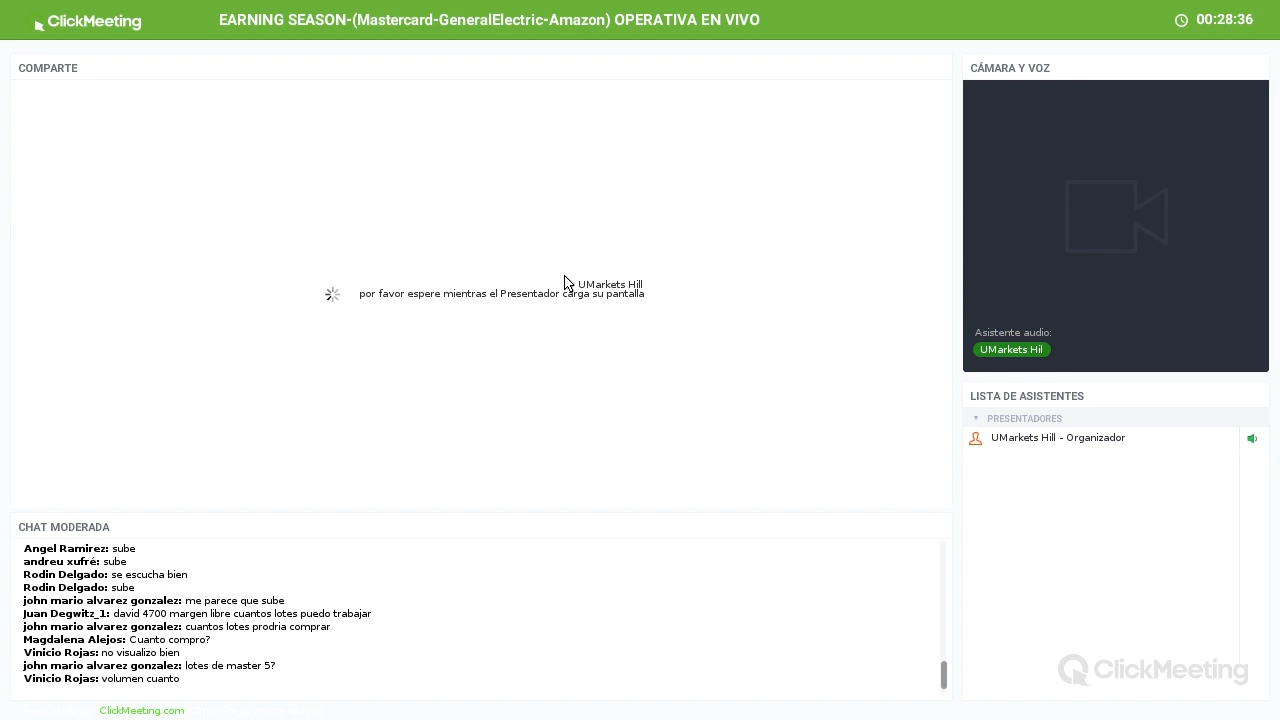 ClickMeeting
EARNING SEASON-(Mastercard-GeneralElectric-Amazon) OPERATIVA EN VIVO
00:28:36
COMPARTE
UMarkets Hill
por favor espere mientras el Presentador carga su pantalla
CÁMARA Y VOZ
Asistente audio:
UMarkets Hil
LISTA DE ASISTENTES
PRESENTADORES
UMarkets Hill - Organizador
CHAT MODERADA
Angel Ramirez: sube
andreu xufré: sube
Rodin Delgado: se escucha bien
Rodin Delgado: sube
john mario alvarez gonzalez: me parece que sube
Juan Degwitz_1: david 4700 margen libre cuantos lotes puedo trabajar
john mario alvarez gonzalez: cuantos lotes prodria comprar
Magdalena Alejos: Cuanto compro?
Vinicio Rojas: no visualizo bien
john mario alvarez gonzalez: lotes de master 5?
Vinicio Rojas: volumen cuanto
ClickMeeting
ClickMeeting.com